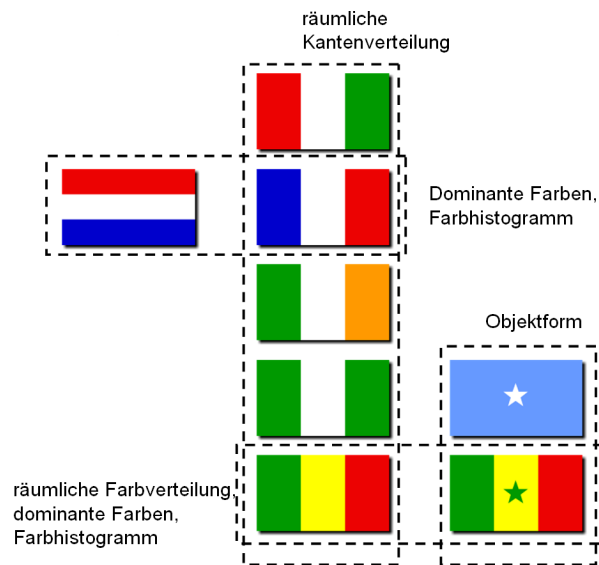 räumliche
Kantenverteilung
Dominante Farben,
Farbhistogramm
Objektform
räumliche Farbverteilung,
dominante Farben,
Farbhistogramm